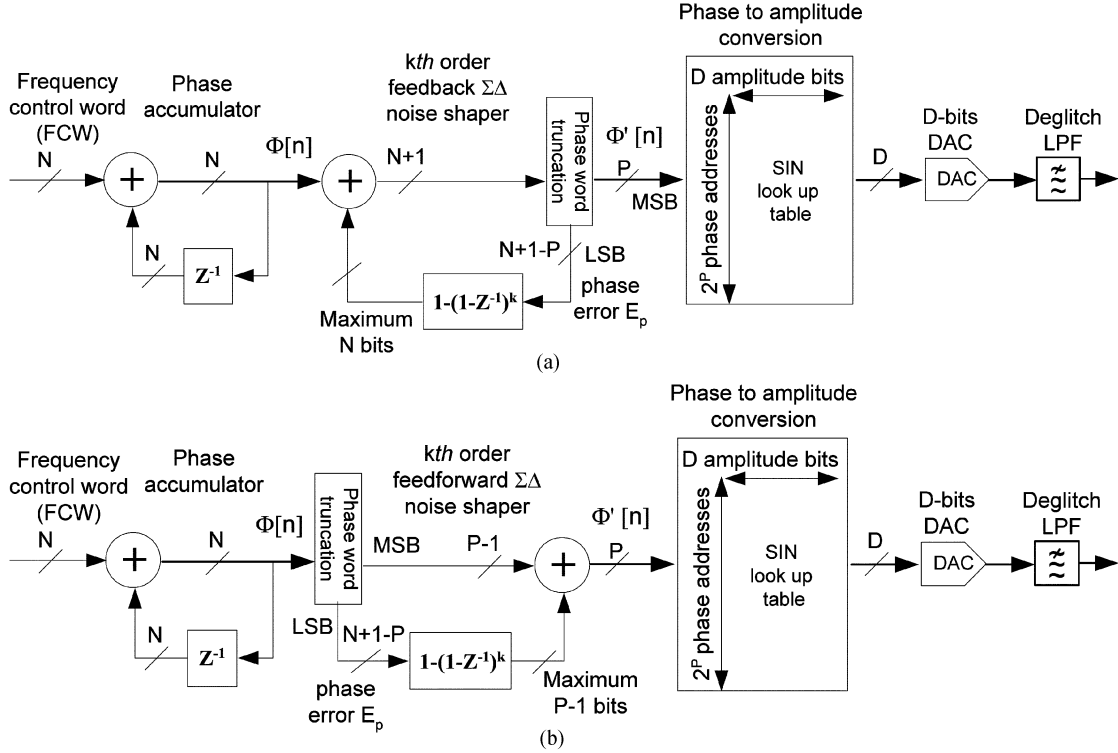 Phase to amplitude
conversion
Frequency
control word
(FCW)
Phase
accumulator
kth order
feedback ΣΔ
noise shaper
D amplitude bits
D-bits
DAC
Deglitch
LPF
N
+
N
Φ[n]
+
N+1
Phase word
truncation
Φ' [n]
P
MSB
2^P phase addresses
SIN
look up
table
D
DAC
N
Z^-1
Maximum
N bits
1-(1-Z^-1)^k
N+1-P
LSB
phase
error E_p
(a)
Phase to amplitude
conversion
Frequency
control word
(FCW)
Phase
accumulator
kth order
feedforward ΣΔ
noise shaper
D amplitude bits
D-bits
DAC
Deglitch
LPF
N
+
N
Φ[n]
Phase word
truncation
MSB
P-1
+
Φ' [n]
P
2^P phase addresses
SIN
look up
table
D
DAC
N
Z^-1
LSB
N+1-P
phase
error E_p
1-(1-Z^-1)^k
Maximum
P-1 bits
(b)